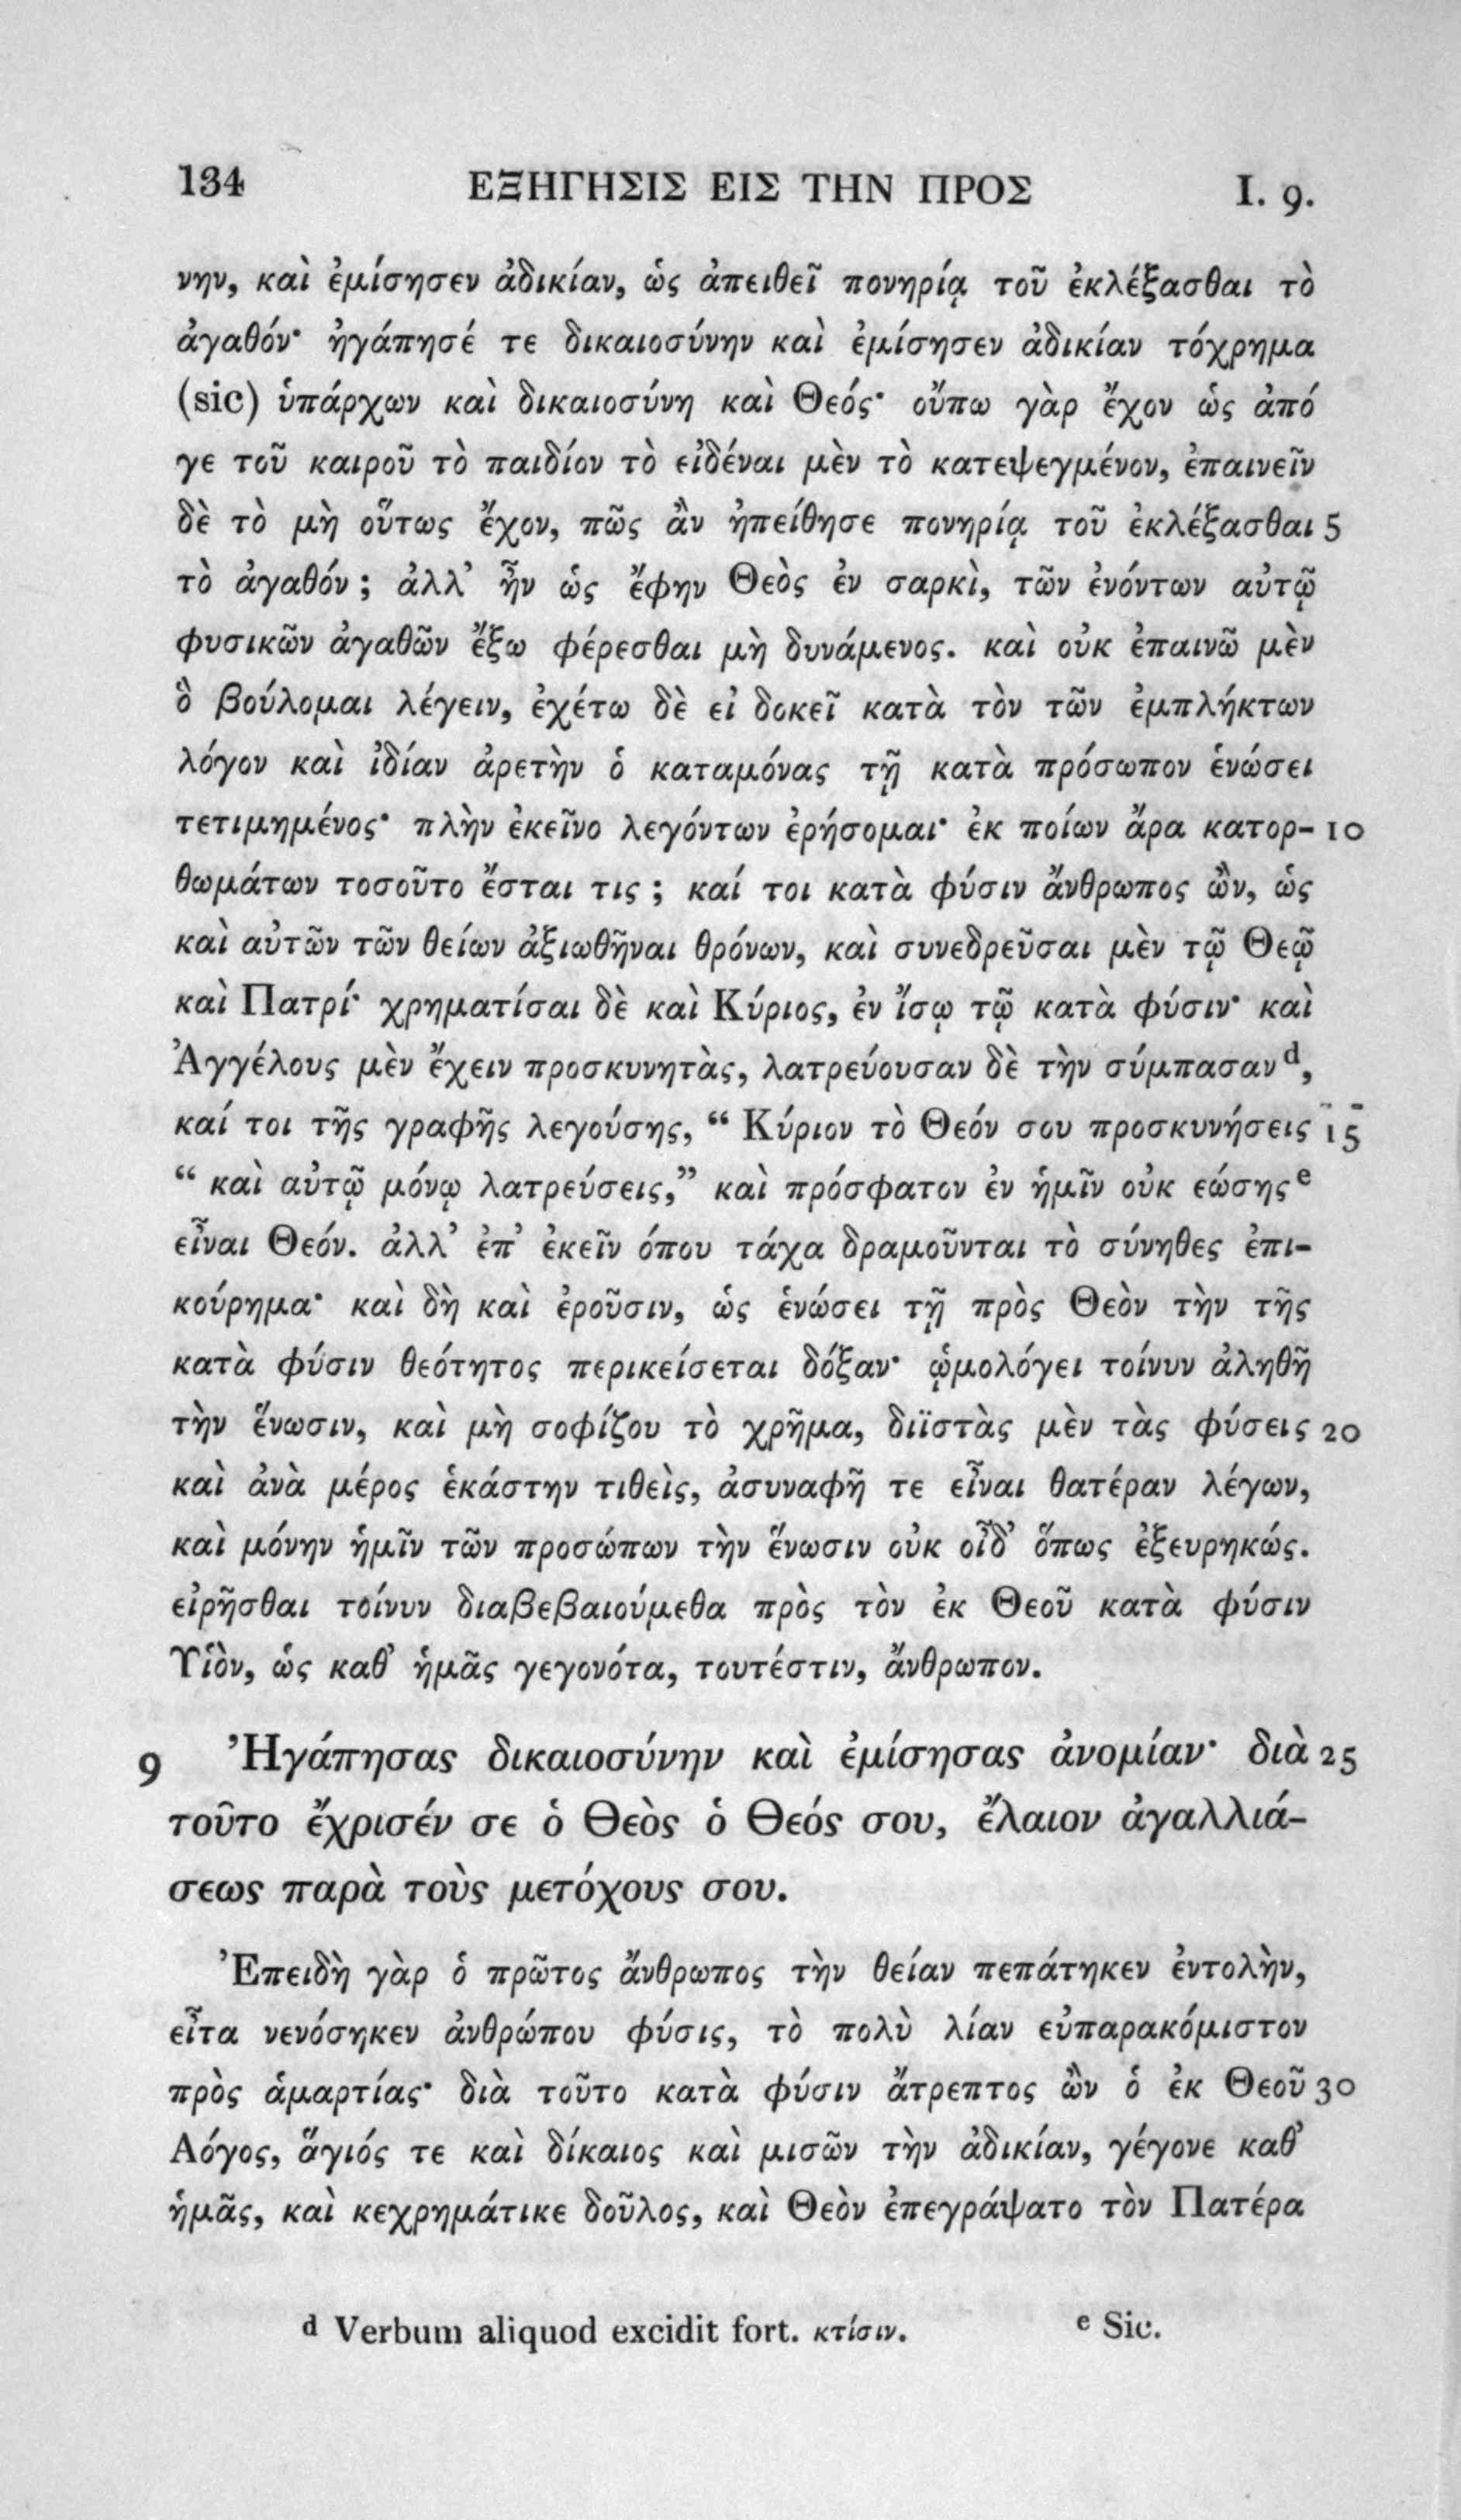 134 ΕΞΗΓΗΣΙΣ ΕΙΣ ΤΗΝ ΠΡΟΣ I. 9.
νην, καὶ ἐμίσησεν ἀδικίαν, ὡς ἀπειθεῖ πονηρίᾳ τοῦ ἐκλέξασθαι τὸ
ἀγαθόν· ἠγάπησέ τε δικαιοσύνην καὶ ἐμίσησεν ἀδικίαν τόχρημα
(sic) ὑπάρχων καὶ δικαιοσύνη καὶ Θεός· οὔπω γὰρ ἔχον ὡς ἀπό
γε τοῦ καιροῦ τὸ παιδίον τὸ εἰδέναι μὲν τὸ κατεψεγμένον, ἐπαινεῖν
δὲ τὸ μὴ οὕτως ἔχον, πῶς ἂν ἠπείθησε πονηρίᾳ τοῦ ἐκλέξασθαι 5
τὸ ἀγαθόν; ἀλλ’ ἦν ὡς ἔφην Θεὸς ἐν σαρκὶ, τῶν ἐνόντων αὐτῷ
φυσικῶν ἀγαθῶν ἔξω φέρεσθαι μὴ δυνάμενος. καὶ οὐκ ἐπαινῶ μὲν
ὃ βούλομαι λέγειν, ἐχέτω δὲ εἰ δοκεῖ κατὰ τὸν τῶν ἐμπλήκτων
λόγον καὶ ἰδίαν ἀρετὴν ὁ καταμόνας τῇ κατὰ πρόσωπον ἑνώσει
τετιμημένος· πλὴν ἐκεῖνο λεγόντων ἐρήσομαι· ἐκ ποίων ἄρα κατορ- 10
θωμάτων τοσοῦτο ἔσται τις; καί τοι κατὰ φύσιν ἄνθρωπος ὢν, ὡς
καὶ αὐτῶν τῶν θείων ἀξιωθῆναι θρόνων, καὶ συνεδρεῦσαι μὲν τῷ Θεῷ
καὶ Πατρί· χρηματίσαι δὲ καὶ Κύριος, ἐν ἴσῳ τῷ κατὰ φύσιν· καὶ
Ἀγγέλους μὲν ἔχειν προσκυνητὰς, λατρεύουσαν δὲ τὴν σύμπασαν d,
καί τοι τῆς γραφῆς λεγούσης, “ Κύριον τὸ Θεόν σου προσκυνήσεις 15
“ καὶ αὐτῷ μόνῳ λατρεύσεις,” καὶ πρόσφατον ἐν ἡμῖν οὐκ εώσης e
εἶναι Θεόν. ἀλλ’ ἐπ’ ἐκεῖν όπου τάχα δραμοῦνται τὸ σύνηθες ἐπι-
κούρημα· καὶ δὴ καὶ ἐροῦσιν, ὡς ἑνώσει τῇ πρὸς Θεὸν τὴν τῆς
κατὰ φύσιν θεότητος περικείσεται δόξαν· ᾡμολόγει τοίνυν ἀληθῆ
τὴν ἕνωσιν, καὶ μὴ σοφίζου τὸ χρῆμα, διϊστὰς μὲν τὰς φύσεις 20
καὶ ἀνὰ μέρος ἑκάστην τιθεὶς, ἀσυναφῆ τε εἶναι θατέραν λέγων,
καὶ μόνην ἡμῖν τῶν προσώπων τὴν ἕνωσιν οὐκ οἶδ’ ὅπως ἐξευρηκώς.
εἰρῆσθαι τοίνυν διαβεβαιούμεθα πρὸς τὸν ἐκ Θεοῦ κατὰ φύσιν
Υἱὸν, ὡς καθ’ ἡμᾶς γεγονότα, τουτέστιν, ἄνθρωπον.
9 Ἠγάπησας δικαιοσύνην καὶ ἐμίσησας ἀνομίαν· διὰ 25
τοῦτο ἔχρισέν σε ὁ Θεὸς ὁ Θεός σου, ἔλαιον ἀγαλλιά-
σεως παρὰ τοὺς μετόχους σου.
Ἐπειδὴ γὰρ ὁ πρῶτος ἄνθρωπος τὴν θείαν πεπάτηκεν ἐντολὴν,
εἶτα νενόσηκεν ἀνθρώπου φύσις, τὸ πολὺ λίαν εὐπαρακόμιστον
πρὸς ἁμαρτίας· διὰ τοῦτο κατὰ φύσιν ἄτρεπτος ὢν ὁ ἐκ Θεοῦ 30
Λόγος, ἅγιός τε καὶ δίκαιος καὶ μισῶν τὴν ἀδικίαν, γέγονε καθ’
ἡμᾶς, καὶ κεχρημάτικε δοῦλος, καὶ Θεὸν ἐπεγράψατο τὸν Πατέρα
d Verbum aliquod excidit fort. κτίσιν. e Sic.